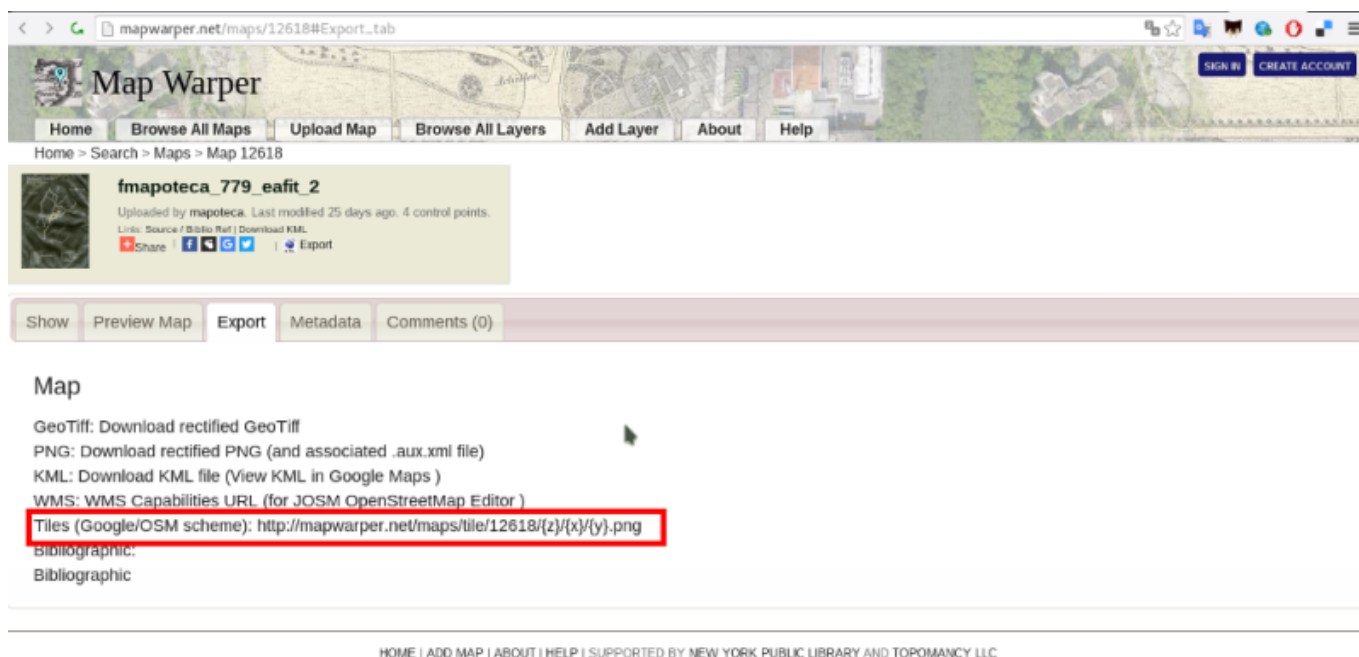 mapwarper.net/maps/12618#Export_tab
Map Warper
SIGN IN CREATE ACCOUNT
Home Browse All Maps Upload Map Browse All Layers Add Layer About Help
Home > Search > Maps > Map 12618
fmapoteca_779_eafit_2
Uploaded by mapoteca. Last modified 25 days ago. 4 control points.
Links: Source / Biblio Ref | Download KML
Share | | Export
Show Preview Map Export Metadata Comments (0)
Map
GeoTiff: Download rectified GeoTiff
PNG: Download rectified PNG (and associated .aux.xml file)
KML: Download KML file (View KML in Google Maps )
WMS: WMS Capabilities URL (for JOSM OpenStreetMap Editor )
Tiles (Google/OSM scheme): http://mapwarper.net/maps/tile/12618/{z}/{x}/{y}.png
Bibliographic:
Bibliographic
HOME | ADD MAP | ABOUT | HELP | SUPPORTED BY NEW YORK PUBLIC LIBRARY AND TOPOMANCY LLC